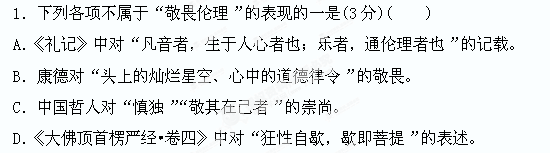 1．下列各项不属于“敬畏伦理”的表现的一是(3分)(　　)
A．《礼记》中对“凡音者，生于人心者也；乐者，通伦理者也”的记载。
B．康德对“头上的灿烂星空、心中的道德律令”的敬畏。
C．中国哲人对“慎独”“敬其在己者”的崇尚。
D．《大佛顶首楞严经·卷四》中对“狂性自歇，歇即菩提”的表述。